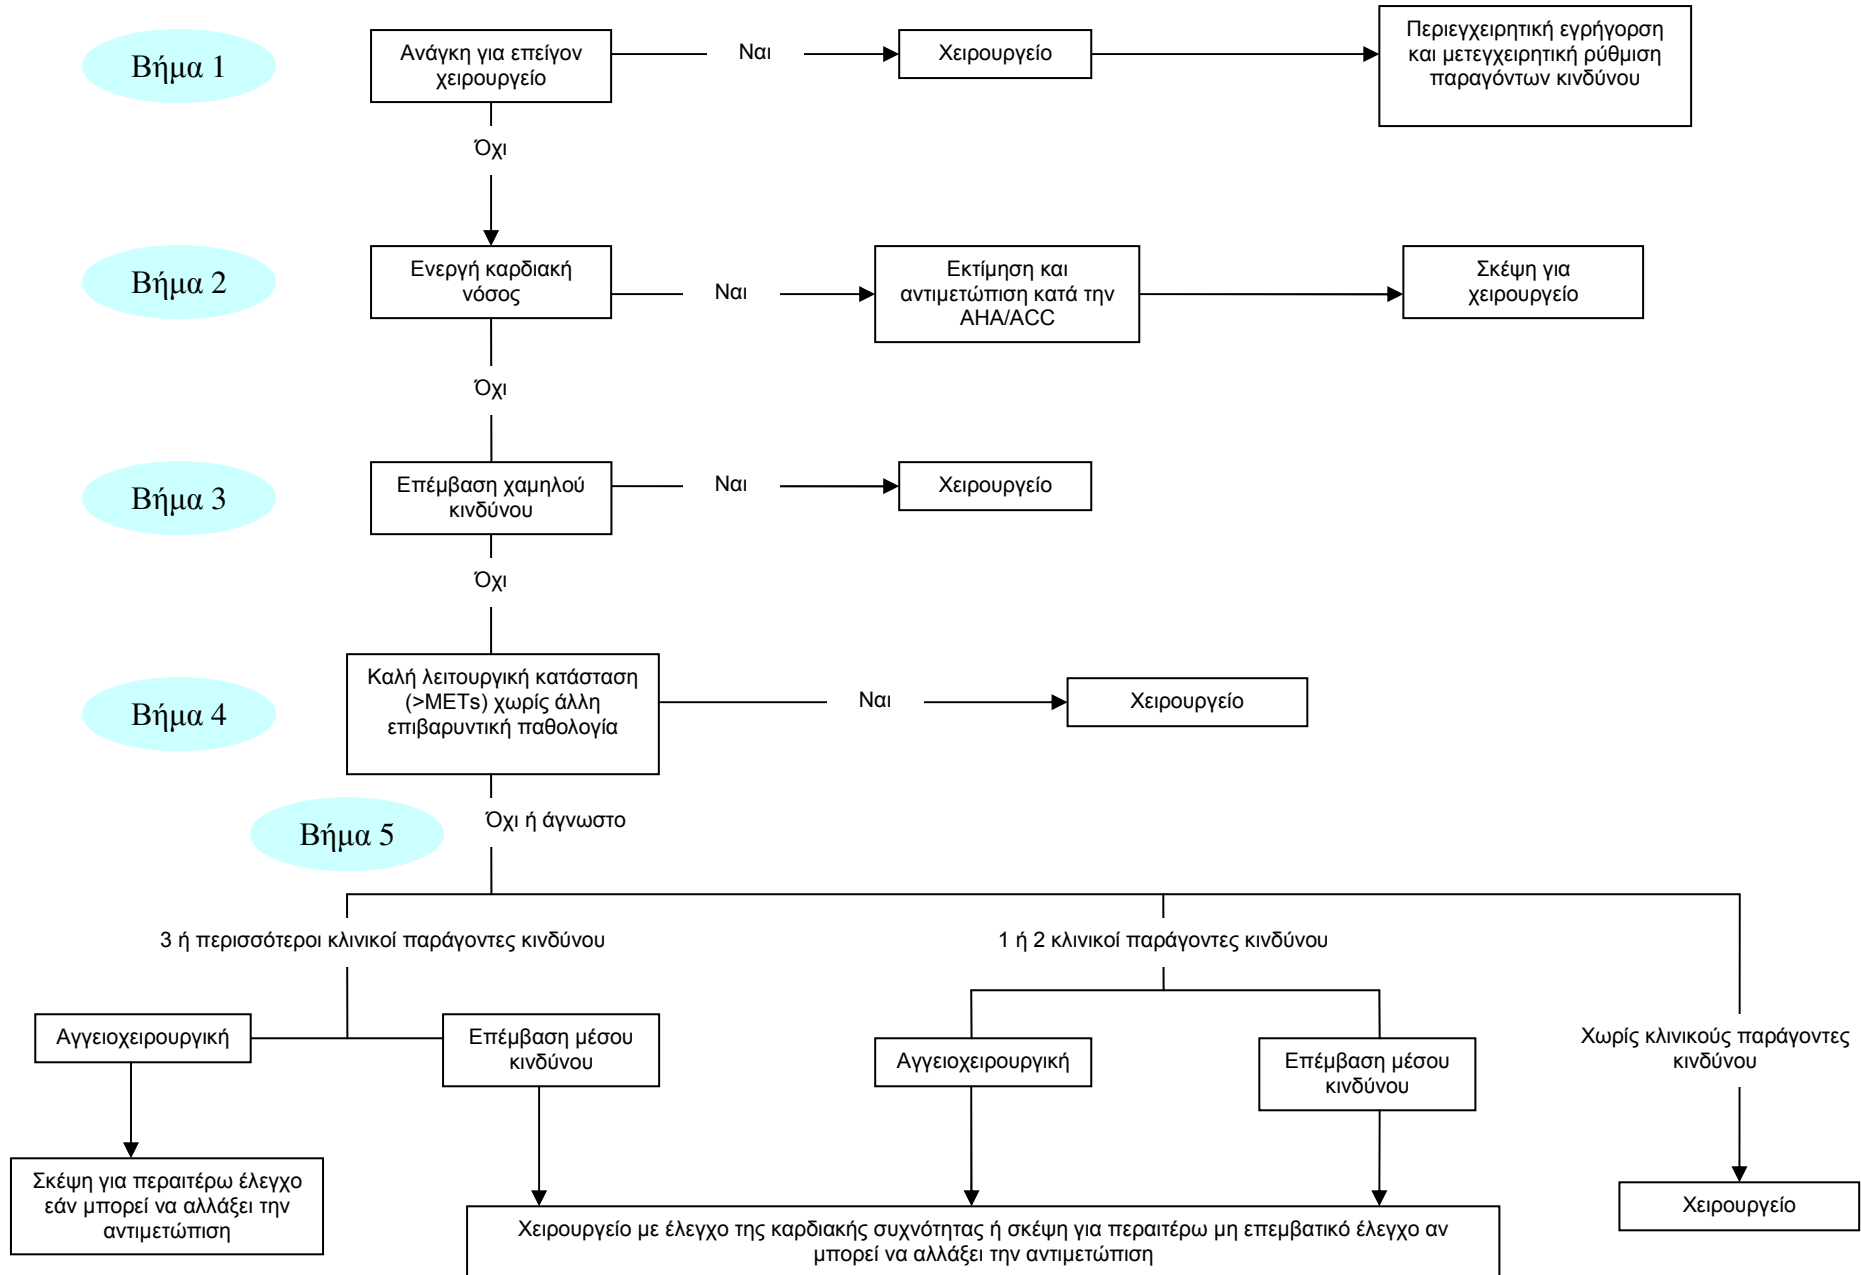 Βήμα 1
Ανάγκη για επείγον
χειρουργείο
Ναι
Χειρουργείο
Περιεγχειρητική εγρήγορση
και μετεγχειρητική ρύθμιση
παραγόντων κινδύνου
Όχι
Βήμα 2
Ενεργή καρδιακή
νόσος
Ναι
Εκτίμηση και
αντιμετώπιση κατά την
AHA/ACC
Σκέψη για
χειρουργείο
Όχι
Βήμα 3
Επέμβαση χαμηλού
κινδύνου
Ναι
Χειρουργείο
Όχι
Βήμα 4
Καλή λειτουργική κατάσταση
(>METs) χωρίς άλλη
επιβαρυντική παθολογία
Ναι
Χειρουργείο
Βήμα 5
Όχι ή άγνωστο
3 ή περισσότεροι κλινικοί παράγοντες κινδύνου
1 ή 2 κλινικοί παράγοντες κινδύνου
Χωρίς κλινικούς παράγοντες
κινδύνου
Αγγειοχειρουργική
Επέμβαση μέσου
κινδύνου
Αγγειοχειρουργική
Επέμβαση μέσου
κινδύνου
Σκέψη για περαιτέρω έλεγχο
εάν μπορεί να αλλάξει την
αντιμετώπιση
Χειρουργείο με έλεγχο της καρδιακής συχνότητας ή σκέψη για περαιτέρω μη επεμβατικό έλεγχο αν
μπορεί να αλλάξει την αντιμετώπιση
Χειρουργείο